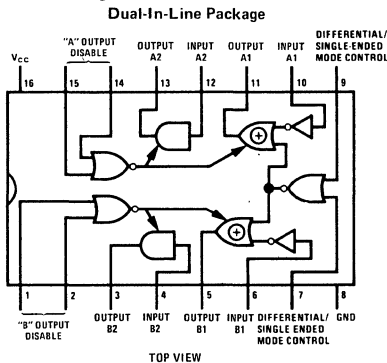 Dual-In-Line Package
DIFFERENTIAL/
"A" OUTPUT OUTPUT INPUT OUTPUT INPUT SINGLE-ENDED
VCC DISABLE A2 A2 A1 A1 MODE CONTROL
16 15 14 13 12 11 10 9
1 2 3 4 5 6 7 8
"B" OUTPUT OUTPUT INPUT OUTPUT INPUT DIFFERENTIAL/ GND
DISABLE B2 B2 B1 B1 SINGLE ENDED
MODE CONTROL
TOP VIEW